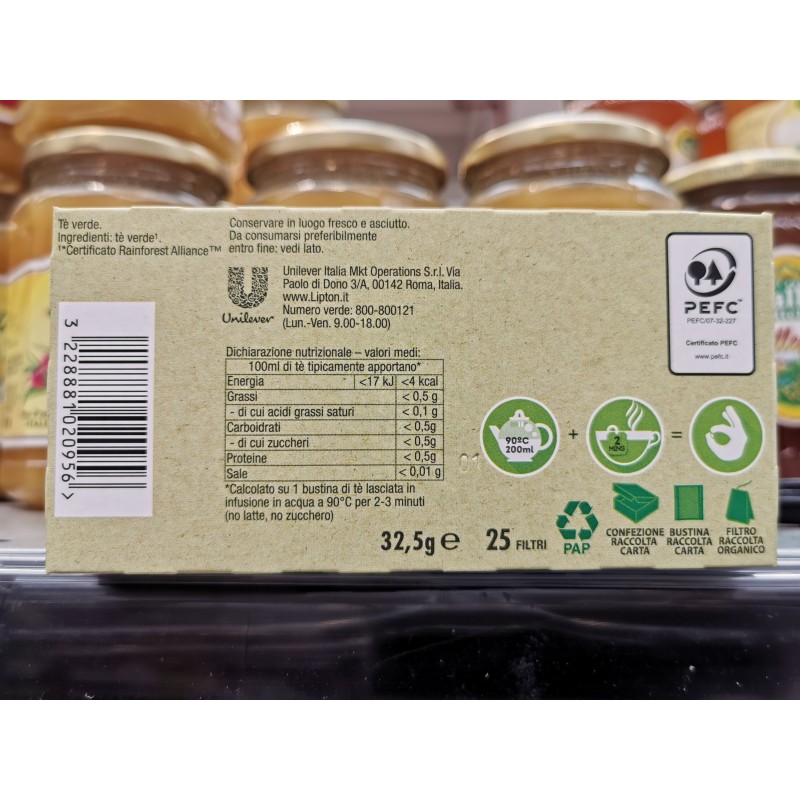 Tè verde.
Ingredienti: tè verde¹.
¹*Certificato Rainforest Alliance™
Conservare in luogo fresco e asciutto.
Da consumarsi preferibilmente
entro fine: vedi lato.
Unilever
Unilever Italia Mkt Operations S.r.l. Via
Paolo di Dono 3/A, 00142 Roma, Italia.
www.Lipton.it
Numero verde: 800-800121
(Lun.-Ven. 9.00-18.00)
PEFC™
PEFC/07-32-227
Certificato PEFC
www.pefc.it
3 228881 020956 >
Dichiarazione nutrizionale – valori medi:
100ml di tè tipicamente apportano*
Energia <17 kJ <4 kcal
Grassi < 0,5 g
- di cui acidi grassi saturi < 0,1 g
Carboidrati < 0,5g
- di cui zuccheri < 0,5g
Proteine < 0,5g
Sale < 0,01 g
*Calcolato su 1 bustina di tè lasciata in
infusione in acqua a 90°C per 2-3 minuti
(no latte, no zucchero)
90ºC
200ml
+
2
MINS
=
32,5g e 25 FILTRI
PAP
CONFEZIONE
RACCOLTA
CARTA
BUSTINA
RACCOLTA
CARTA
FILTRO
RACCOLTA
ORGANICO